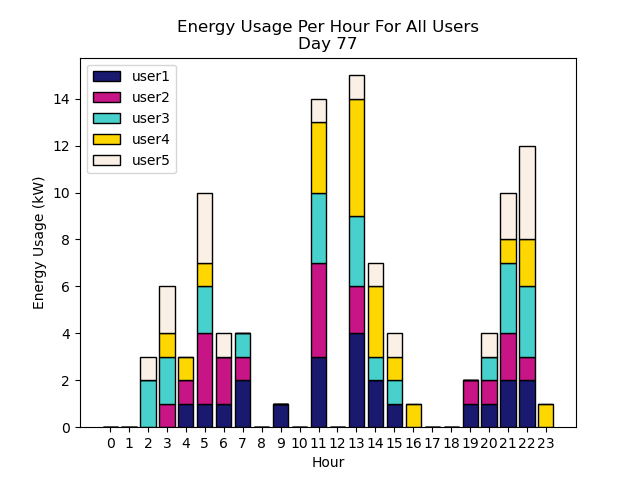 Energy Usage Per Hour For All Users
Day 77
user1
user2
user3
user4
user5
14
12
10
8
6
4
2
0
Energy Usage (kW)
0 1 2 3 4 5 6 7 8 9 10 11 12 13 14 15 16 17 18 19 20 21 22 23
Hour